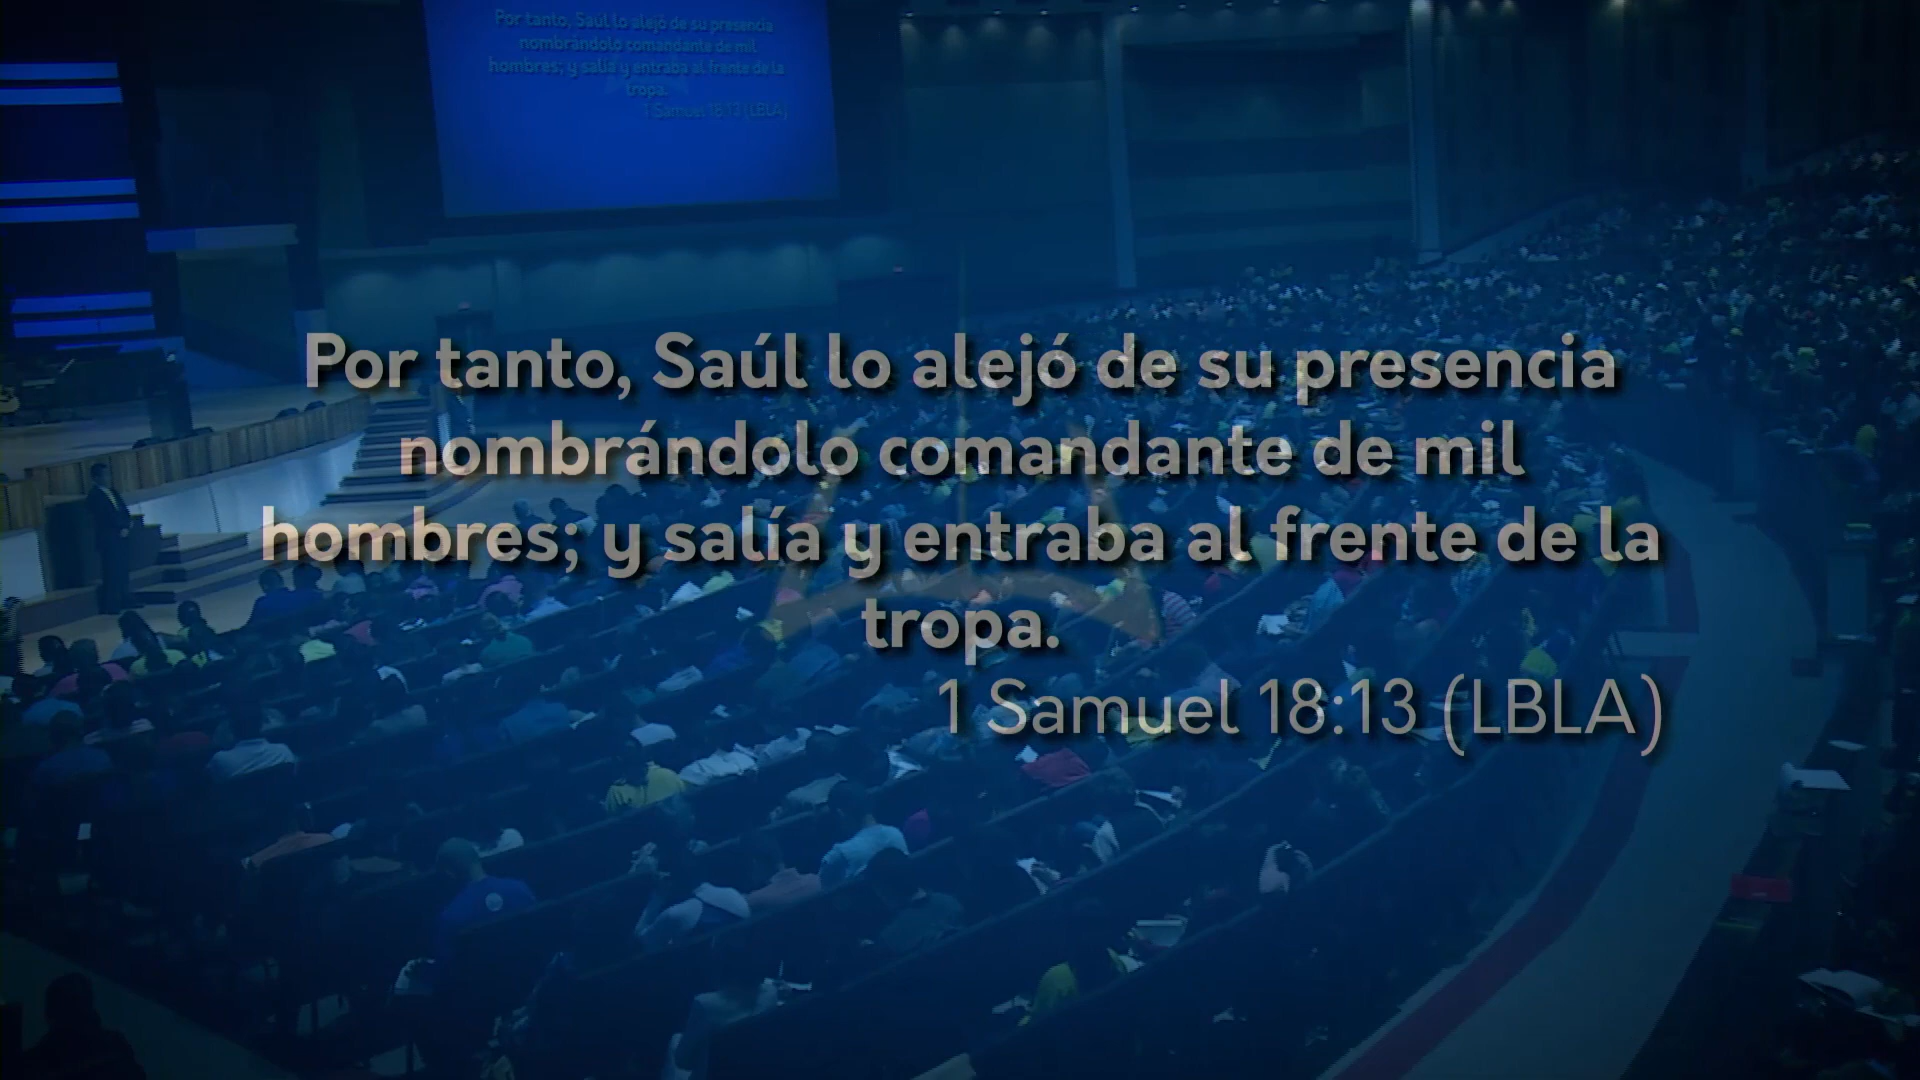 Por tanto, Saúl lo alejó de su presencia
nombrándolo comandante de mil
hombres; y salía y entraba al frente de la
tropa.
1 Samuel 18:13 (LBLA)
Por tanto, Saúl lo alejó de su presencia
nombrándolo comandante de mil
hombres; y salía y entraba al frente de la
tropa.
1 Samuel 18:13 (LBLA)